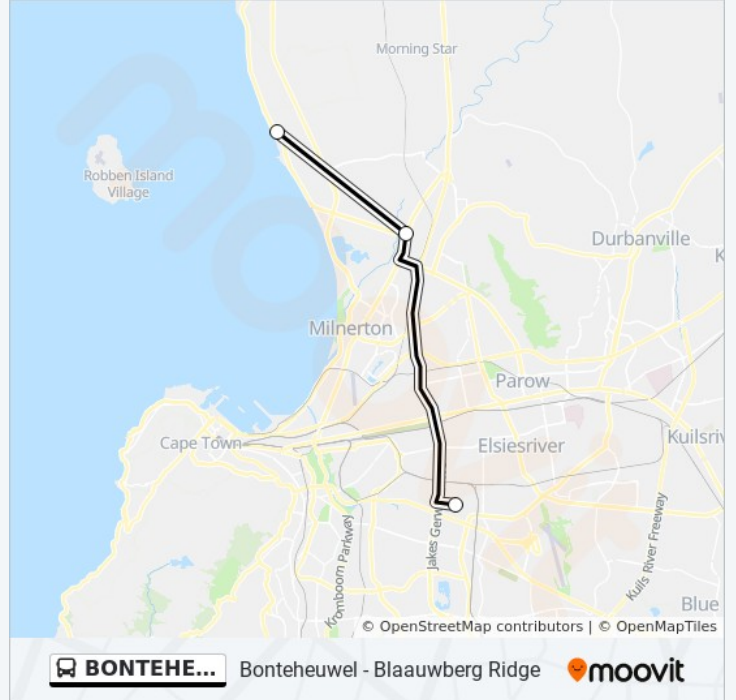 Morning Star
Robben Island
Village
Durbanville
K
Milnerton
Parow
Cape Town
Elsiesriver
Kuilsriv
Jakes Gerw
Kromboom Parkway
Kuils River Freeway
Blue
© OpenStreetMap contributors | © OpenMapTiles
BONTEHE... Bonteheuwel - Blaauwberg Ridge moovit